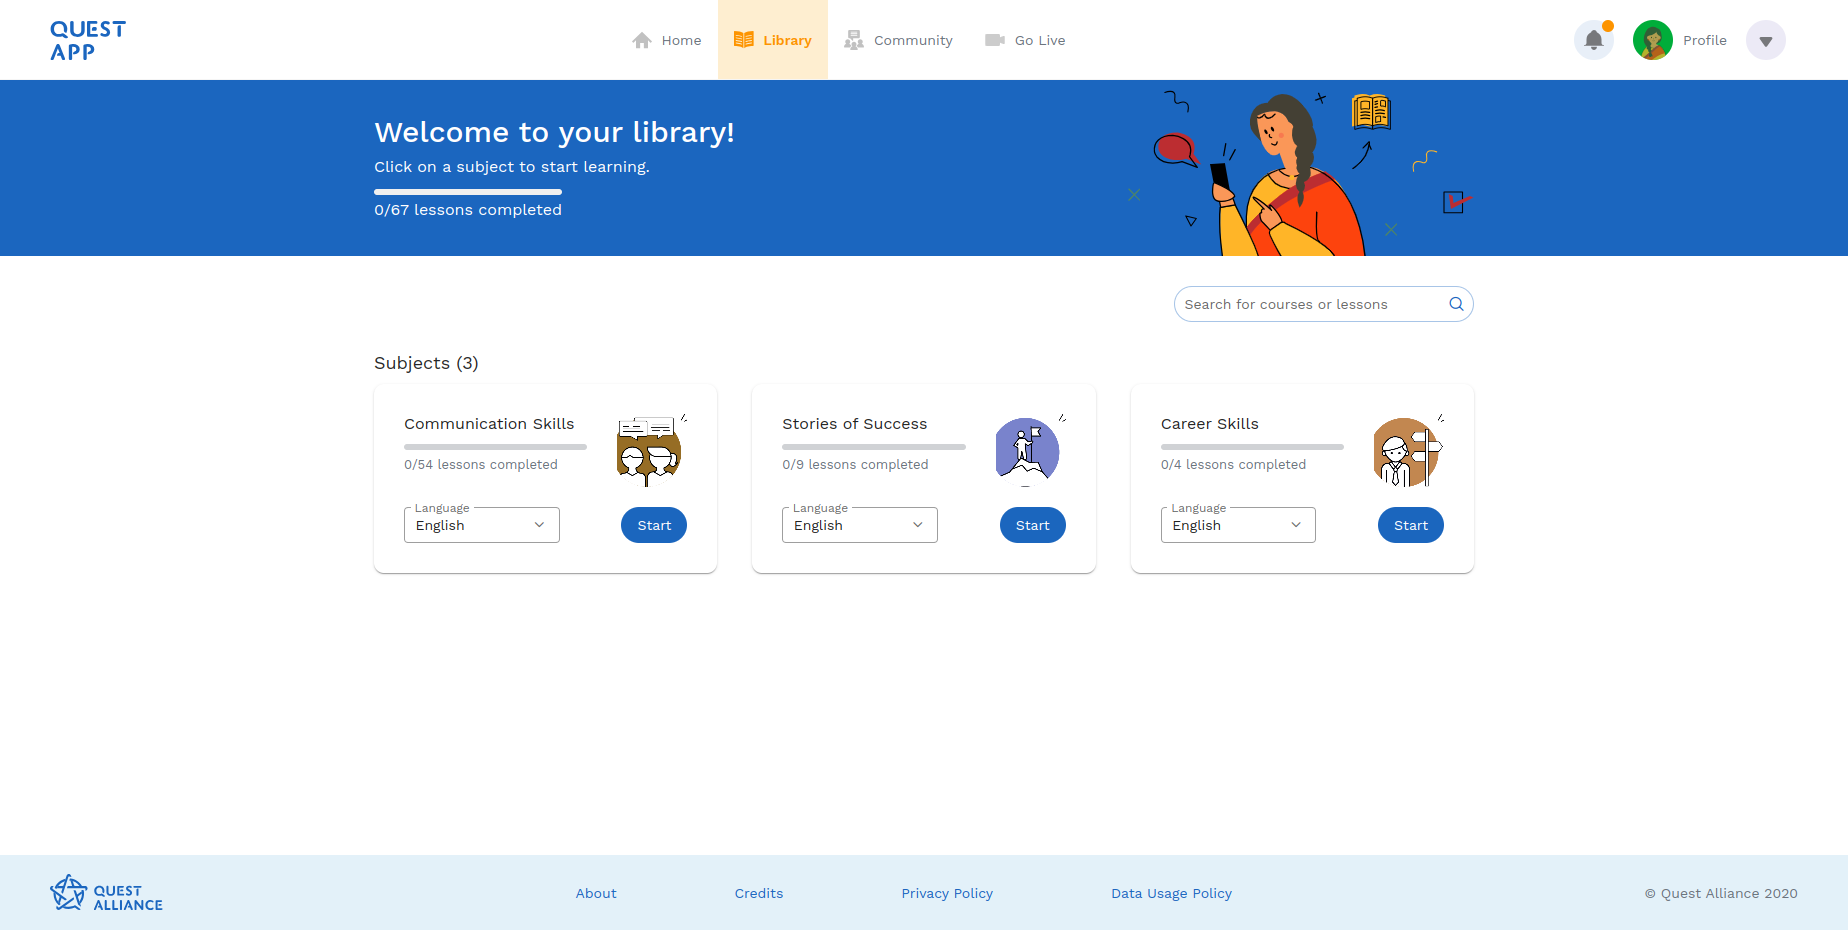 QUEST
APP
Home
Library
Community
Go Live
Profile
Welcome to your library!
Click on a subject to start learning.
0/67 lessons completed
Search for courses or lessons
Subjects (3)
Communication Skills
0/54 lessons completed
Language
English
Start
Stories of Success
0/9 lessons completed
Language
English
Start
Career Skills
0/4 lessons completed
Language
English
Start
QUEST
ALLIANCE
About
Credits
Privacy Policy
Data Usage Policy
© Quest Alliance 2020